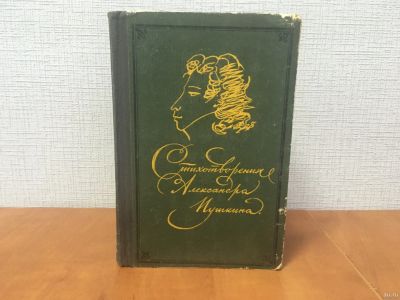 Стихотворения
Александра
Пушкина.